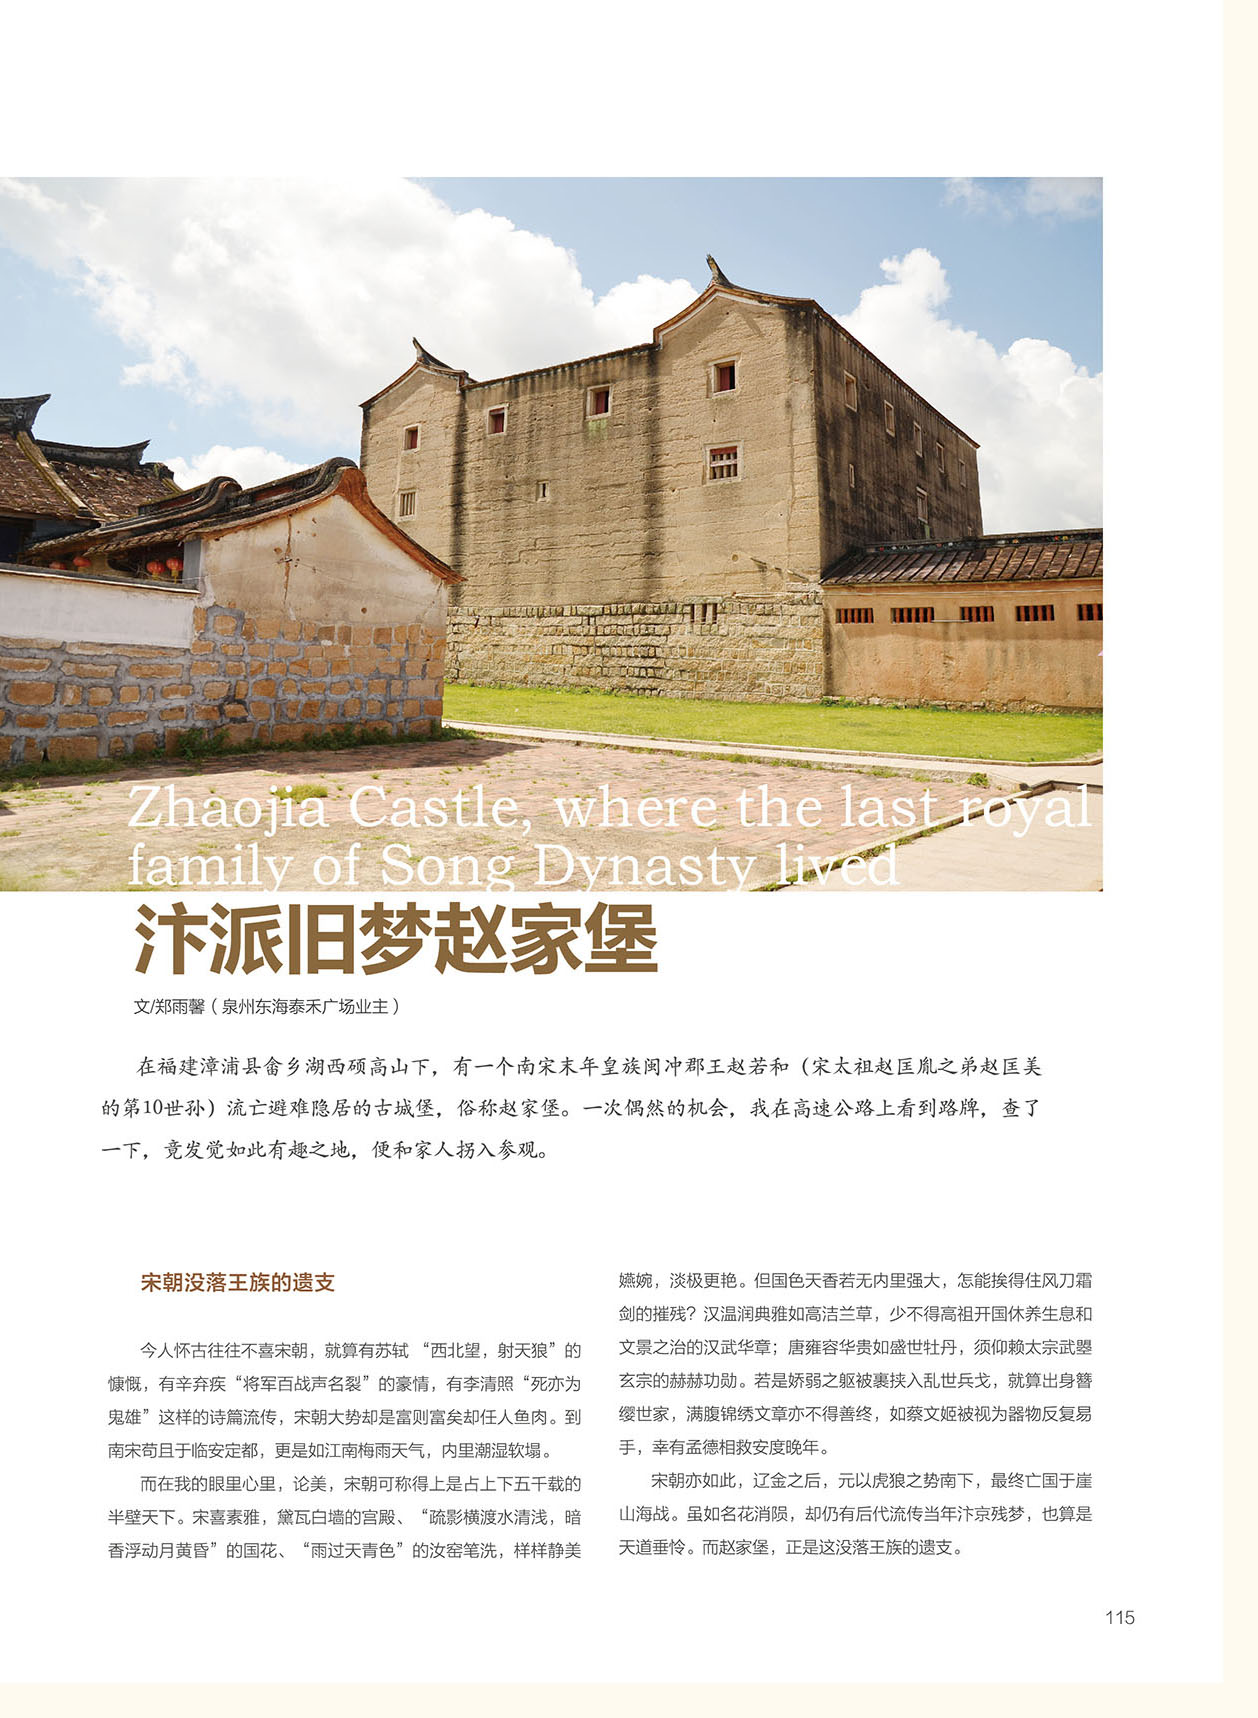 Zhaojia Castle, where the last royal
family of Song Dynasty lived
汴派旧梦赵家堡
文/郑雨馨（泉州东海泰禾广场业主）
在福建漳浦县畲乡湖西硕高山下，有一个南宋末年皇族闽冲郡王赵若和（宋太祖赵匡胤之弟赵匡美
的第10世孙）流亡避难隐居的古城堡，俗称赵家堡。一次偶然的机会，我在高速公路上看到路牌，查了
一下，竟发觉如此有趣之地，便和家人拐入参观。
宋朝没落王族的遗支
今人怀古往往不喜宋朝，就算有苏轼 “西北望，射天狼”的
慷慨，有辛弃疾“将军百战声名裂”的豪情，有李清照“死亦为
鬼雄”这样的诗篇流传，宋朝大势却是富则富矣却任人鱼肉。到
南宋苟且于临安定都，更是如江南梅雨天气，内里潮湿软塌。
而在我的眼里心里，论美，宋朝可称得上是占上下五千载的
半壁天下。宋喜素雅，黛瓦白墙的宫殿、“疏影横渡水清浅，暗
香浮动月黄昏”的国花、“雨过天青色”的汝窑笔洗，样样静美
嬿婉，淡极更艳。但国色天香若无内里强大，怎能挨得住风刀霜
剑的摧残？汉温润典雅如高洁兰草，少不得高祖开国休养生息和
文景之治的汉武华章；唐雍容华贵如盛世牡丹，须仰赖太宗武曌
玄宗的赫赫功勋。若是娇弱之躯被裹挟入乱世兵戈，就算出身簪
缨世家，满腹锦绣文章亦不得善终，如蔡文姬被视为器物反复易
手，幸有孟德相救安度晚年。
宋朝亦如此，辽金之后，元以虎狼之势南下，最终亡国于崖
山海战。虽如名花消陨，却仍有后代流传当年汴京残梦，也算是
天道垂怜。而赵家堡，正是这没落王族的遗支。
115